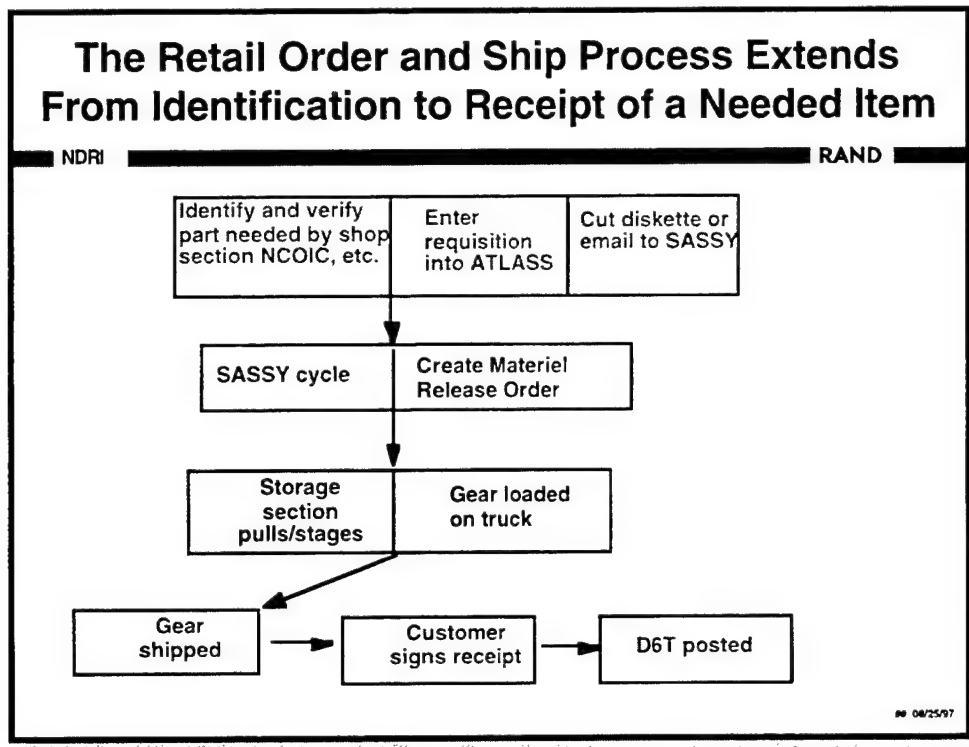 The Retail Order and Ship Process Extends
From Identification to Receipt of a Needed Item
NDRI
RAND
Identify and verify
part needed by shop
section NCOIC, etc.
Enter
requisition
into ATLASS
Cut diskette or
email to SASSY
SASSY cycle
Create Materiel
Release Order
Storage
section
pulls/stages
Gear loaded
on truck
Gear
shipped
Customer
signs receipt
D6T posted
08/25/97